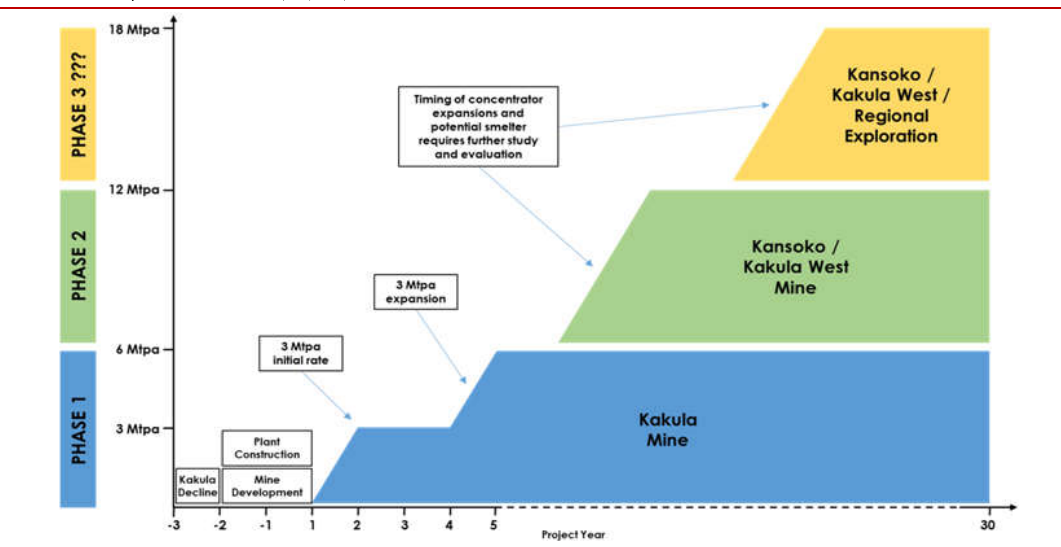 18 Mtpa
PHASE 3 ???
Kansoko /
Kakula West /
Regional
Exploration
Timing of concentrator
expansions and
potential smelter
requires further study
and evaluation
12 Mtpa
PHASE 2
Kansoko /
Kakula West
Mine
3 Mtpa
expansion
6 Mtpa
3 Mtpa
initial rate
PHASE 1
Kakula
Mine
3 Mtpa
Plant
Construction
Kakula
Decline
Mine
Development
-3 -2 -1 1 2 3 4 5 30
Project Year